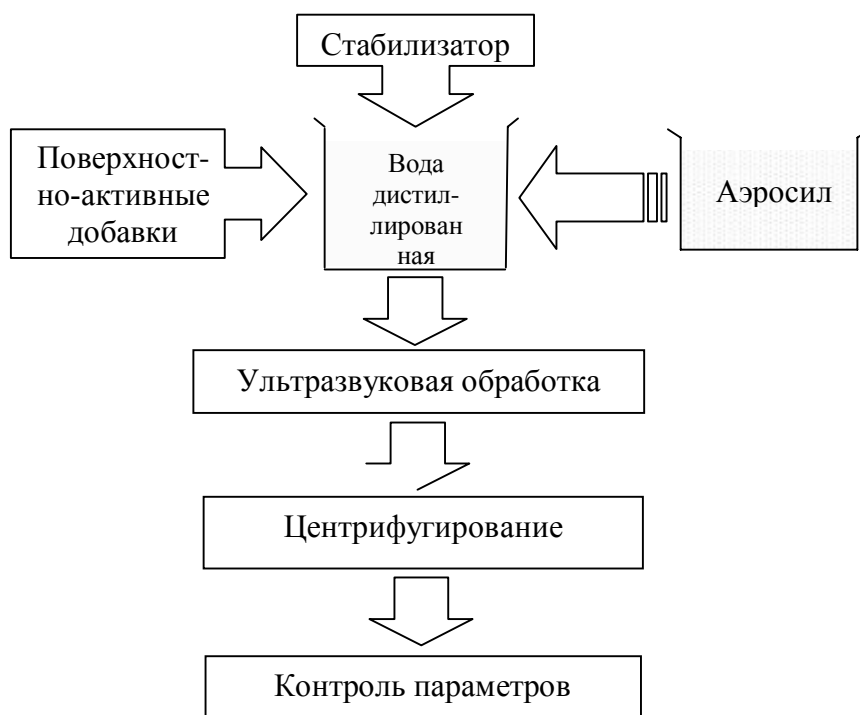 Стабилизатор
Поверхност-
но-активные
добавки
Вода
дистил-
лирован
ная
Аэросил
Ультразвуковая обработка
Центрифугирование
Контроль параметров